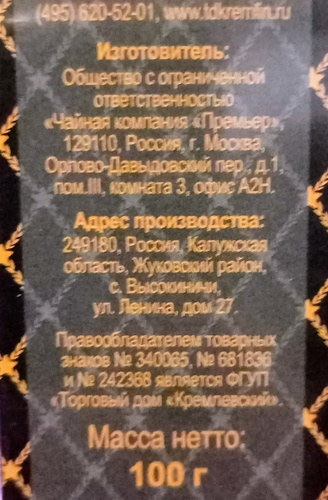 (495) 620-52-01, www.tdkremlin.ru
Изготовитель:
Общество с ограниченной
ответственностью
«Чайная компания «Премьер»,
129110, Россия, г. Москва,
Орлово-Давыдовский пер., д.1,
пом.III, комната 3, офис А2Н.
Адрес производства:
249180, Россия, Калужская
область, Жуковский район,
с. Высокиничи,
ул. Ленина, дом 27.
Правообладателем товарных
знаков № 340065, № 681836
и № 242368 является ФГУП
«Торговый дом «Кремлевский».
Масса нетто:
100 г